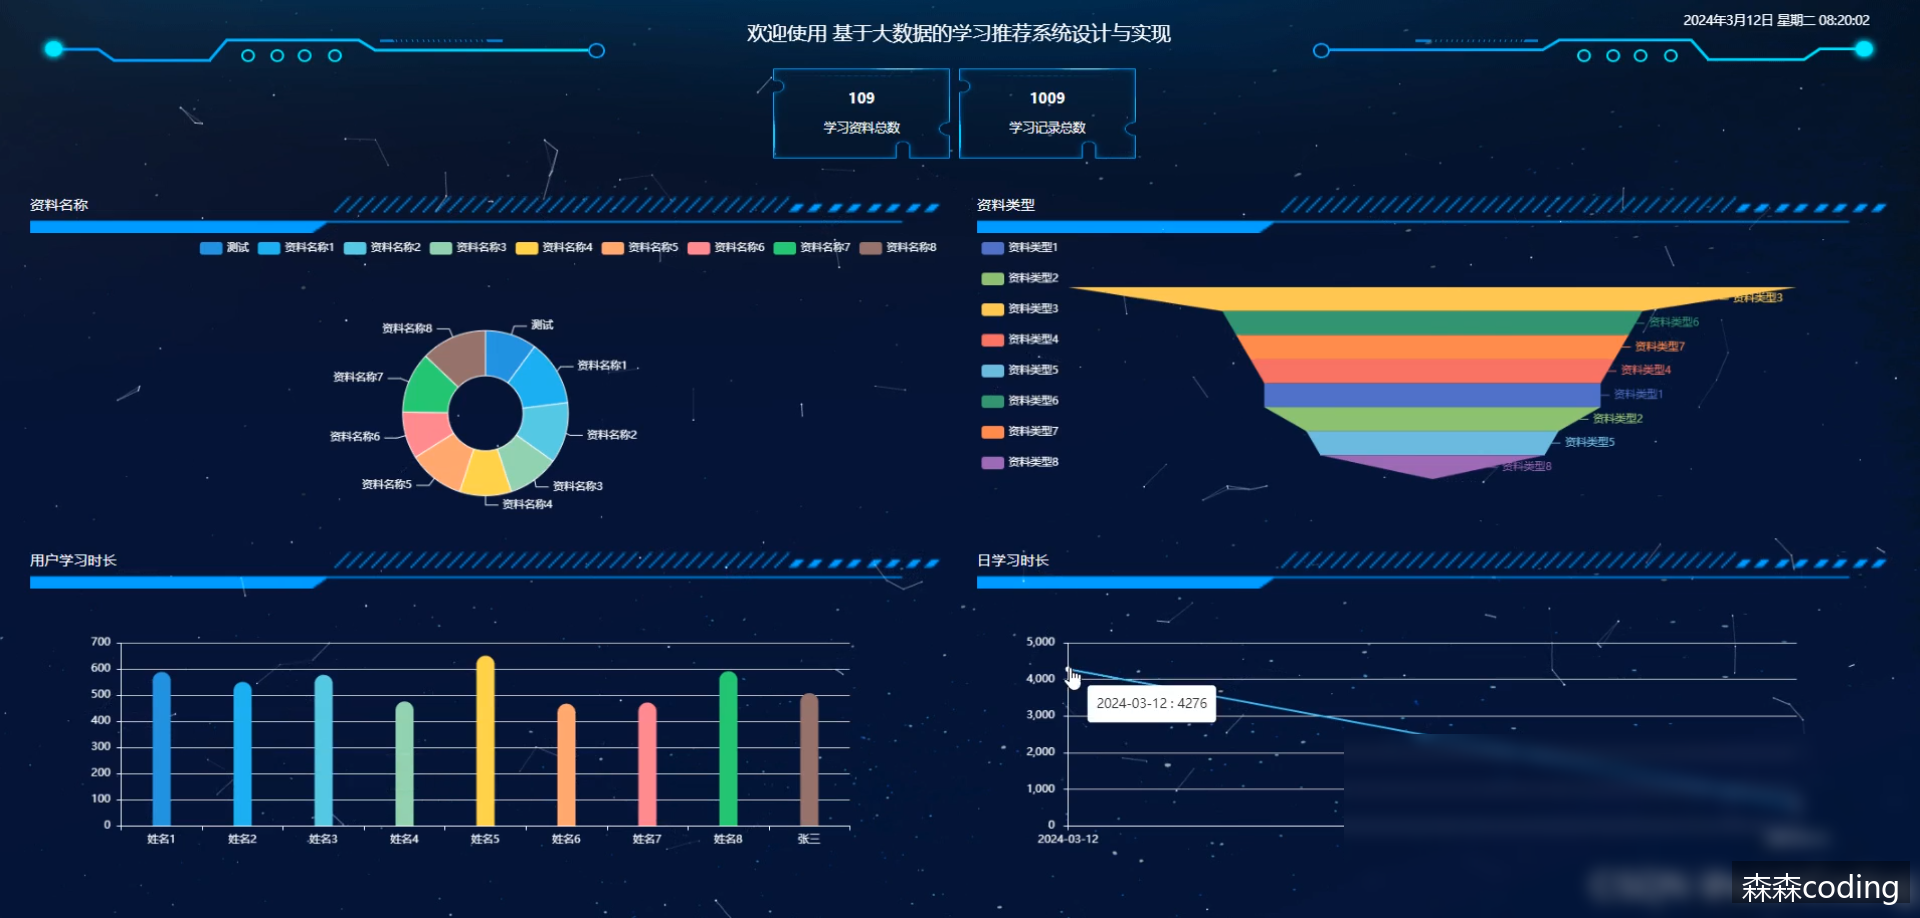 欢迎使用 基于大数据的学习推荐系统设计与实现
2024年3月12日 星期二 08:20:02
109
学习资料总数
1009
学习记录总数
资料名称
测试 资料名称1 资料名称2 资料名称3 资料名称4 资料名称5 资料名称6 资料名称7 资料名称8
资料名称8
测试
资料名称7
资料名称1
资料名称6
资料名称2
资料名称5
资料名称3
资料名称4
资料类型
资料类型1
资料类型2
资料类型3
资料类型4
资料类型5
资料类型6
资料类型7
资料类型8
资料类型3
资料类型6
资料类型7
资料类型4
资料类型1
资料类型2
资料类型5
资料类型8
用户学习时长
700
600
500
400
300
200
100
0
姓名1 姓名2 姓名3 姓名4 姓名5 姓名6 姓名7 姓名8 张三
日学习时长
5,000
4,000
3,000
2,000
1,000
0
2024-03-12 : 4276
2024-03-12
森森coding